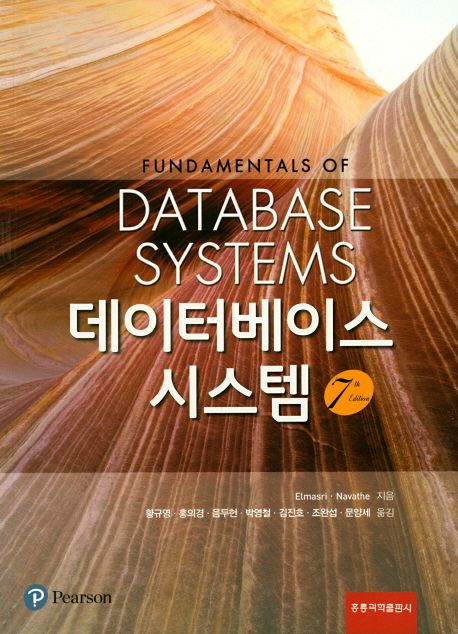 FUNDAMENTALS OF
DATABASE
SYSTEMS
데이터베이스
시스템
7th
Edition
Elmasri · Navathe 지음
황규영 · 홍의경 · 음두헌 · 박영철 · 김진호 · 조완섭 · 문양세 옮김
Pearson
홍릉과학출판사